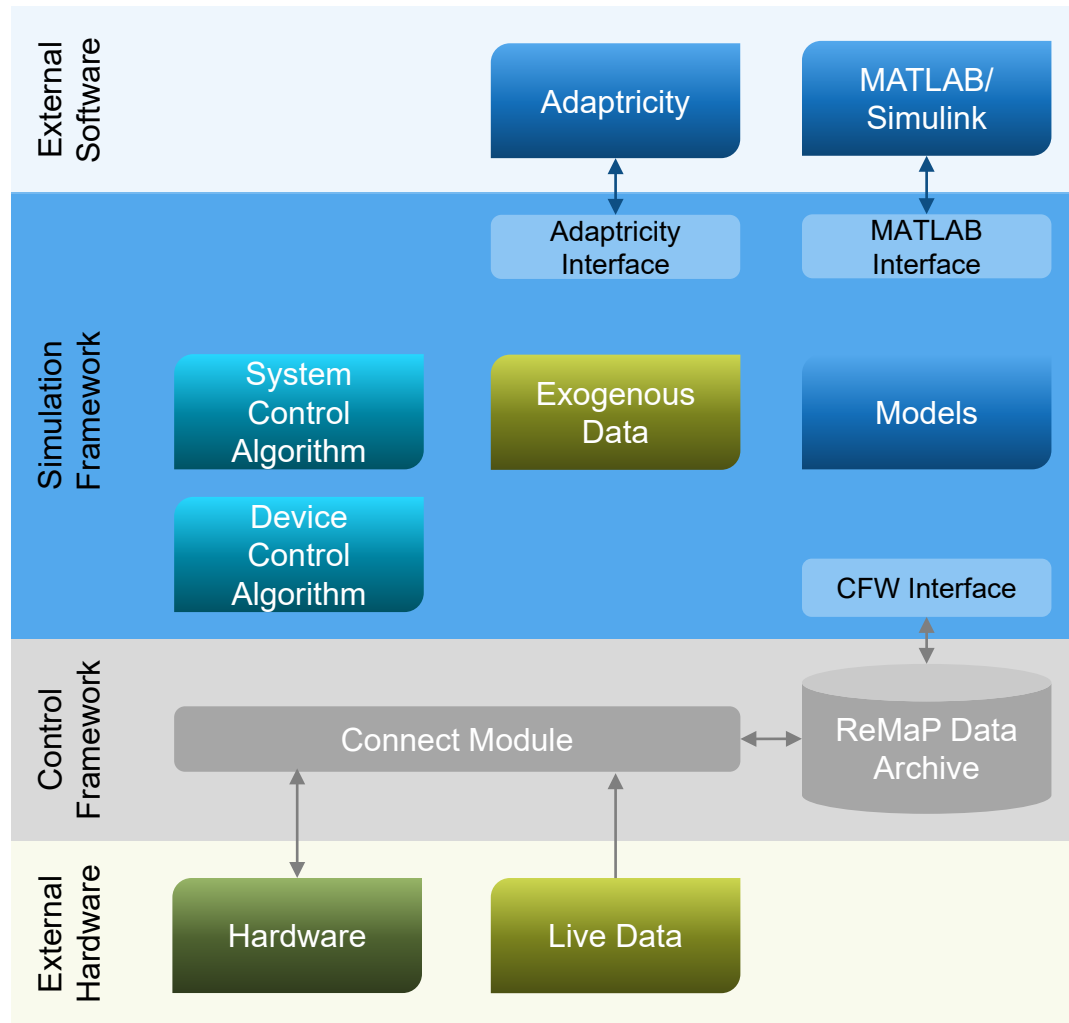 External
Software
Adaptricity
MATLAB/
Simulink
Simulation
Framework
Adaptricity
Interface
MATLAB
Interface
System
Control
Algorithm
Exogenous
Data
Models
Device
Control
Algorithm
CFW Interface
Control
Framework
Connect Module
ReMaP Data
Archive
External
Hardware
Hardware
Live Data